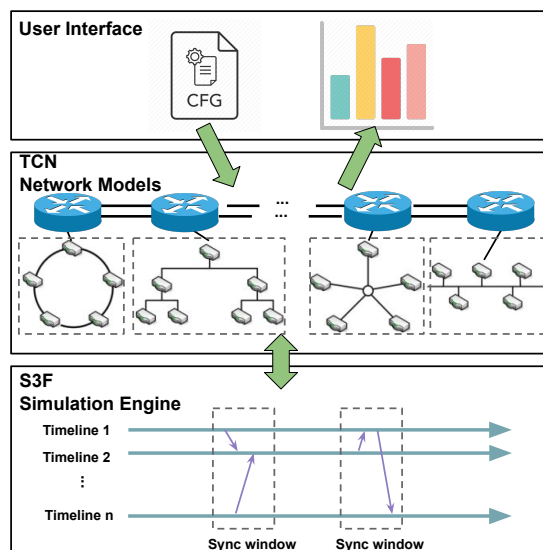 User Interface
CFG
TCN
Network Models
...
...
S3F
Simulation Engine
Timeline 1
Timeline 2
⋮
Timeline n
Sync window
Sync window